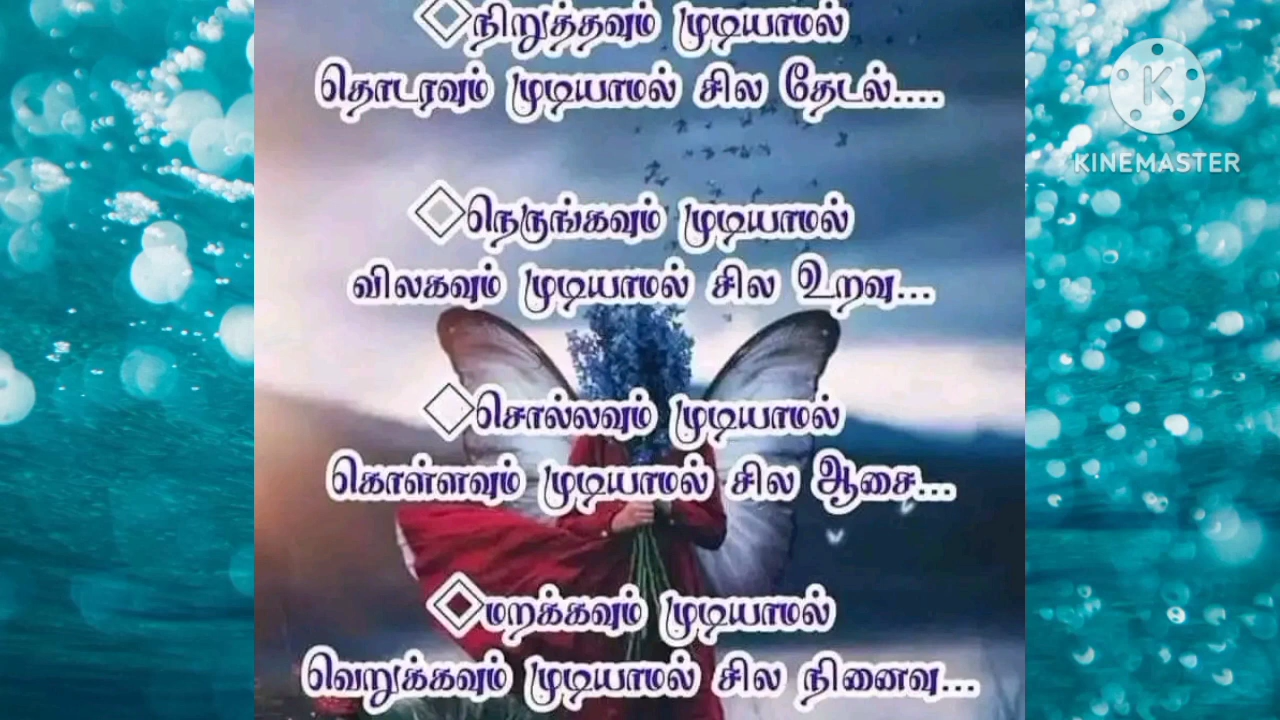 ◇நிறுத்தவும் முடியாமல்
தொடரவும் முடியாமல் சில தேடல்....
◇நெருங்கவும் முடியாமல்
விலகவும் முடியாமல் சில உறவு...
◇சொல்லவும் முடியாமல்
கொள்ளவும் முடியாமல் சில ஆசை...
◇மறக்கவும் முடியாமல்
வெறுக்கவும் முடியாமல் சில நினைவு...
K
KINEMASTER